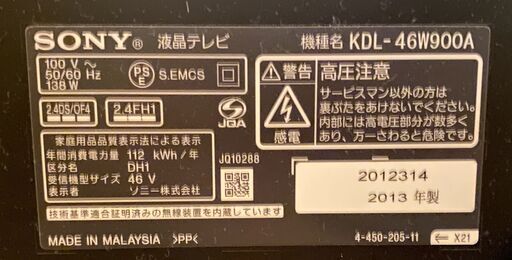 SONY® 液晶テレビ
機種名 KDL-46W900A
100 V ～
50/60 Hz
138 W
PS
E
S.EMCS
2.4DS/OF4
2.4FH1
JQA
警告 高圧注意
感電
サービスマン以外の方は
裏ぶたをあけないでください。
内部には高電圧部分が数多く
あり、万一さわると危険です。
家庭用品品質表示法による表示
年間消費電力量 112 kWh/年
区分名 DH1
受信機型サイズ 46 V
表示者 ソニー株式会社
JQ10288
2012314
2013 年製
技術基準適合証明済みの無線装置を内蔵しています
MADE IN MALAYSIA >PP<
4-450-205-11
X21